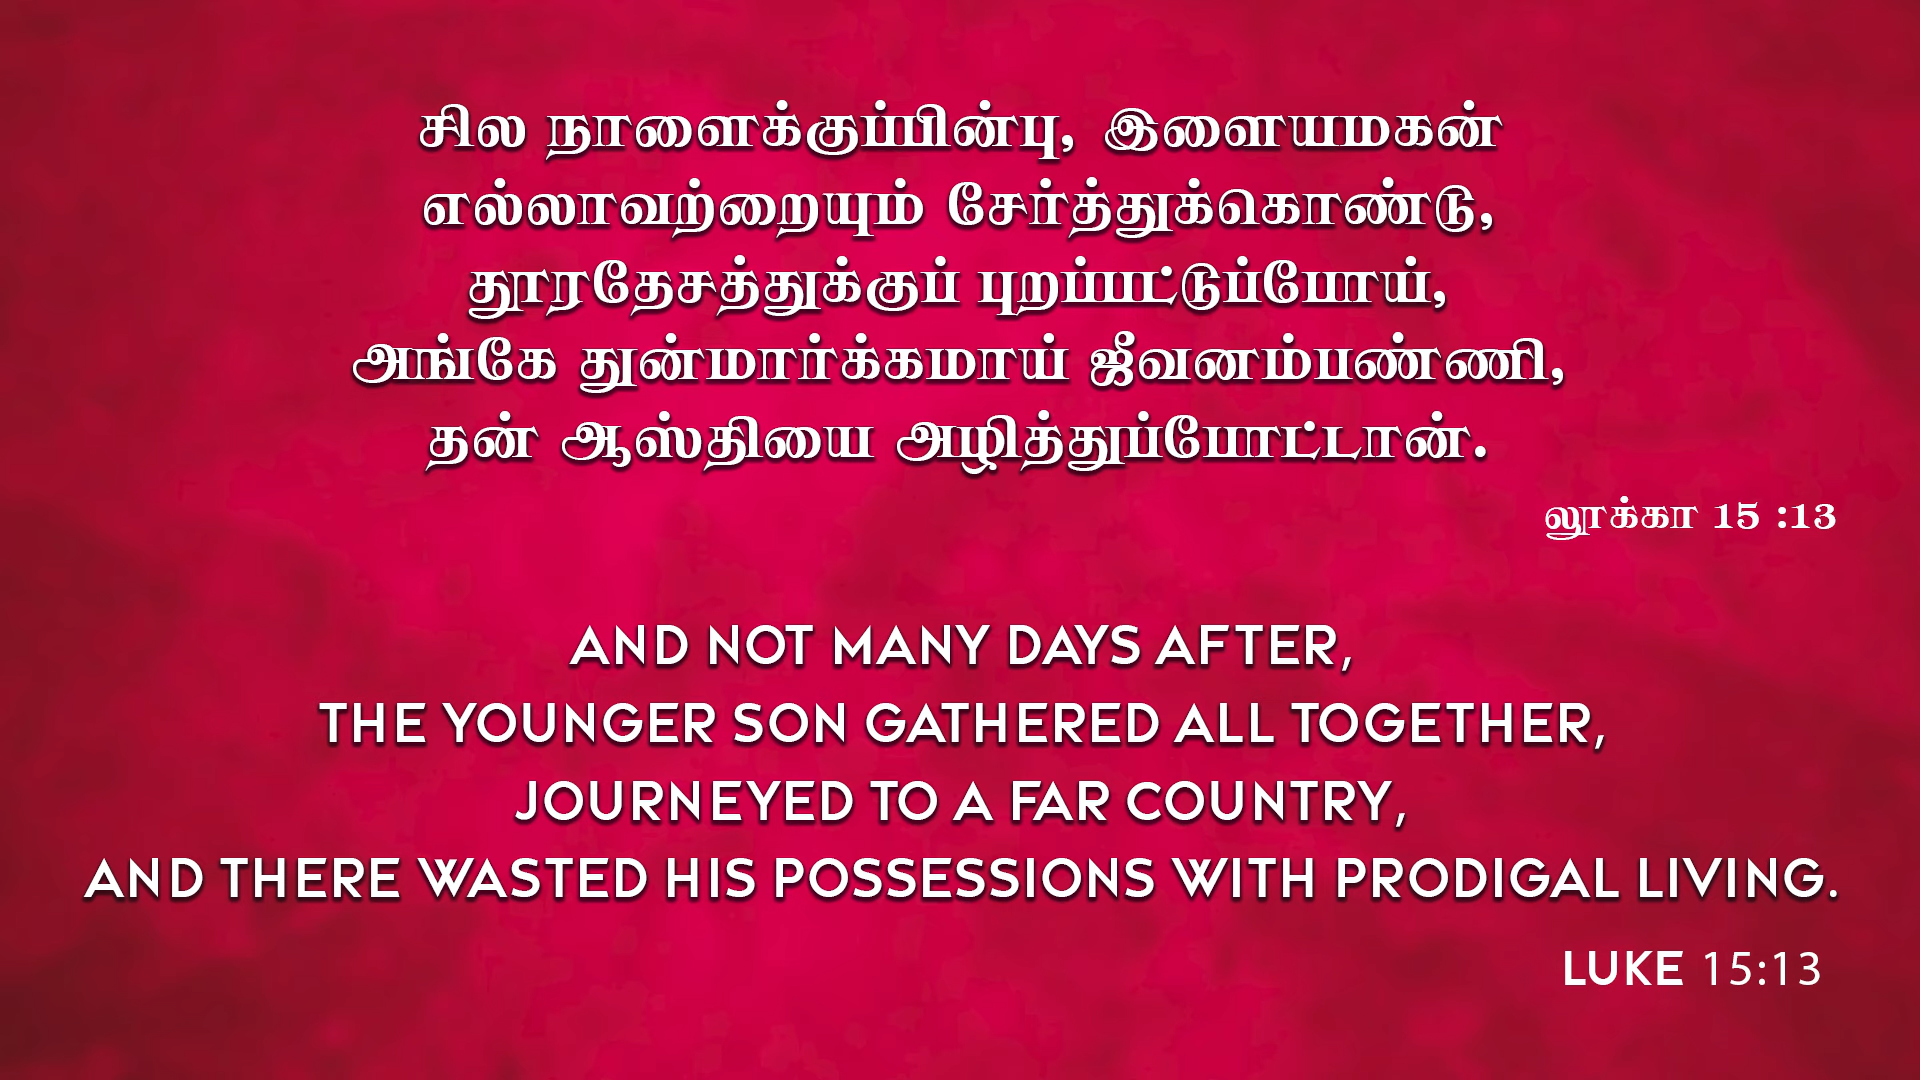 சில நாளைக்குப்பின்பு, இளையமகன்
எல்லாவற்றையும் சேர்த்துக்கொண்டு,
தூரதேசத்துக்குப் புறப்பட்டுப்போய்,
அங்கே துன்மார்க்கமாய் ஜீவனம்பண்ணி,
தன் ஆஸ்தியை அழித்துப்போட்டான்.
லூக்கா 15 :13
AND NOT MANY DAYS AFTER,
THE YOUNGER SON GATHERED ALL TOGETHER,
JOURNEYED TO A FAR COUNTRY,
AND THERE WASTED HIS POSSESSIONS WITH PRODIGAL LIVING.
LUKE 15:13